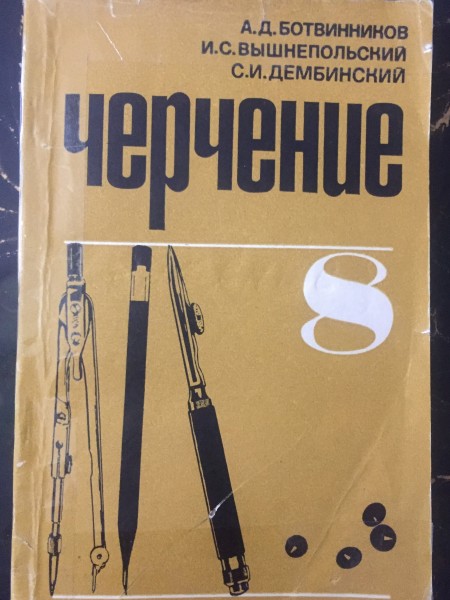 А.Д.БОТВИННИКОВ
И.С.ВЫШНЕПОЛЬСКИЙ
С.И.ДЕМБИНСКИЙ
черчение
8